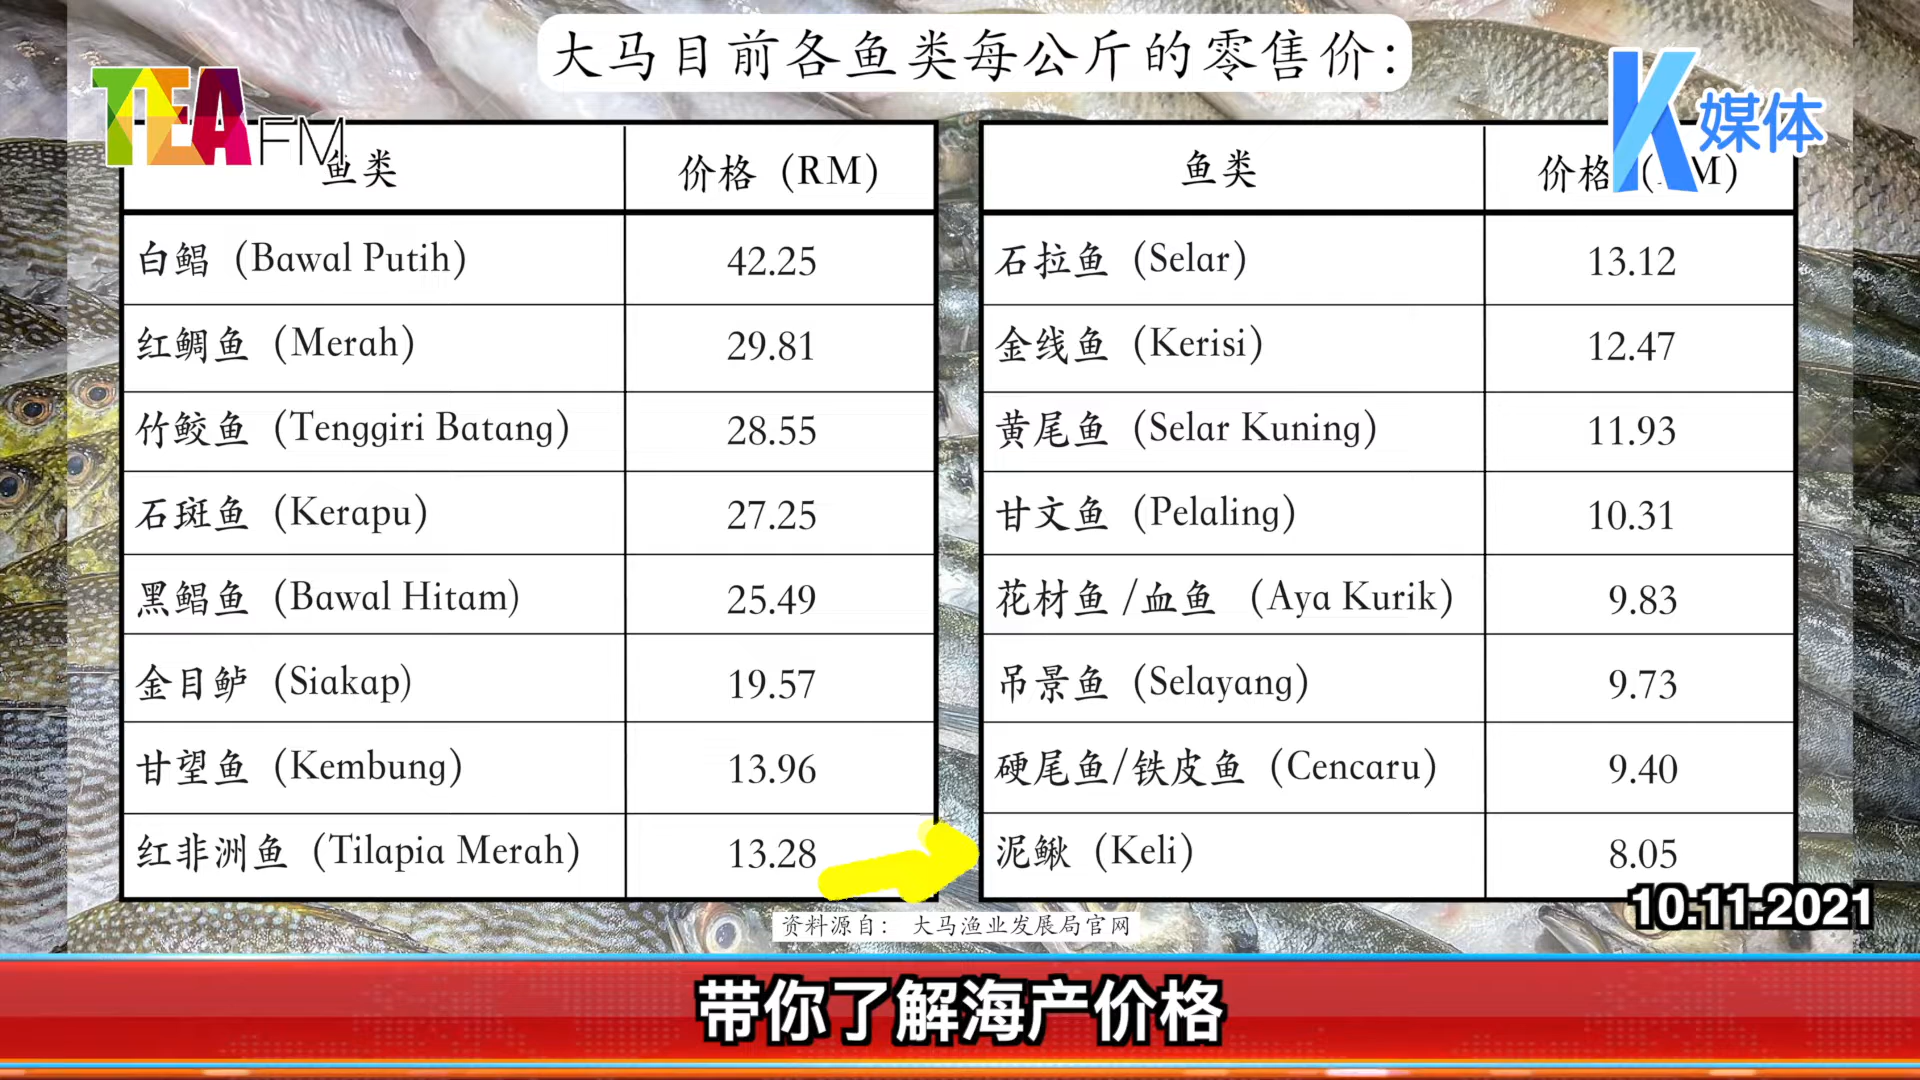 大马目前各鱼类每公斤的零售价：
TEA FM
K媒体
鱼类 价格（RM）
白鲳（Bawal Putih） 42.25
红鲷鱼（Merah） 29.81
竹鲛鱼（Tenggiri Batang） 28.55
石斑鱼（Kerapu） 27.25
黑鲳鱼（Bawal Hitam） 25.49
金目鲈（Siakap） 19.57
甘望鱼（Kembung） 13.96
红非洲鱼（Tilapia Merah） 13.28
鱼类 价格（RM）
石拉鱼（Selar） 13.12
金线鱼（Kerisi） 12.47
黄尾鱼（Selar Kuning） 11.93
甘文鱼（Pelaling） 10.31
花材鱼/血鱼（Aya Kurik） 9.83
吊景鱼（Selayang） 9.73
硬尾鱼/铁皮鱼（Cencaru） 9.40
泥鳅（Keli） 8.05
10.11.2021
资料源自： 大马渔业发展局官网
带你了解海产价格